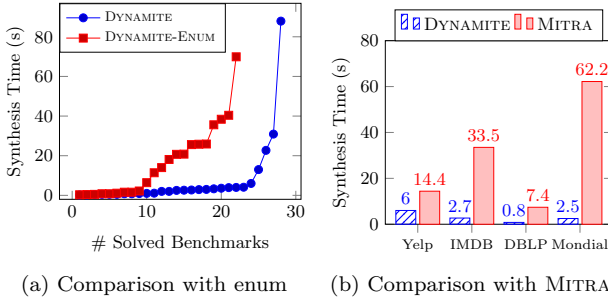 DYNAMITE
DYNAMITE-ENUM
Synthesis Time (s)
80
60
40
20
0
0
10
20
30
# Solved Benchmarks
(a) Comparison with enum
DYNAMITE
MITRA
Synthesis Time (s)
80
60
40
20
0
6
14.4
2.7
33.5
0.8
7.4
2.5
62.2
Yelp
IMDB
DBLP
Mondial
(b) Comparison with MITRA